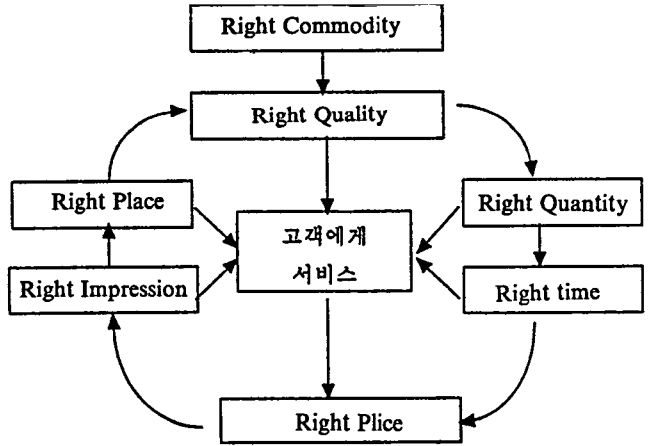 Right Commodity
Right Quality
Right Place
Right Quantity
고객에게
서비스
Right Impression
Right time
Right Plice